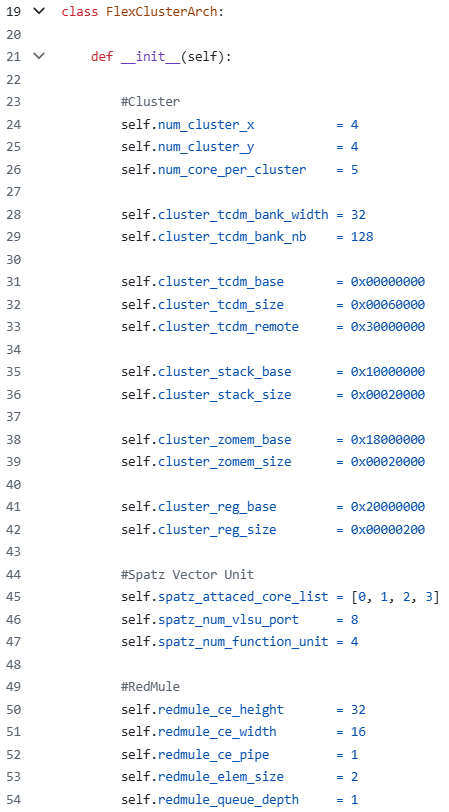 19 class FlexClusterArch:
20
21     def __init__(self):
22
23         #Cluster
24         self.num_cluster_x           = 4
25         self.num_cluster_y           = 4
26         self.num_core_per_cluster    = 5
27
28         self.cluster_tcdm_bank_width = 32
29         self.cluster_tcdm_bank_nb    = 128
30
31         self.cluster_tcdm_base       = 0x00000000
32         self.cluster_tcdm_size       = 0x00060000
33         self.cluster_tcdm_remote     = 0x30000000
34
35         self.cluster_stack_base      = 0x10000000
36         self.cluster_stack_size      = 0x00020000
37
38         self.cluster_zomem_base      = 0x18000000
39         self.cluster_zomem_size      = 0x00020000
40
41         self.cluster_reg_base        = 0x20000000
42         self.cluster_reg_size        = 0x00000200
43
44         #Spatz Vector Unit
45         self.spatz_attaced_core_list = [0, 1, 2, 3]
46         self.spatz_num_vlsu_port     = 8
47         self.spatz_num_function_unit = 4
48
49         #RedMule
50         self.redmule_ce_height       = 32
51         self.redmule_ce_width        = 16
52         self.redmule_ce_pipe         = 1
53         self.redmule_elem_size       = 2
54         self.redmule_queue_depth     = 1